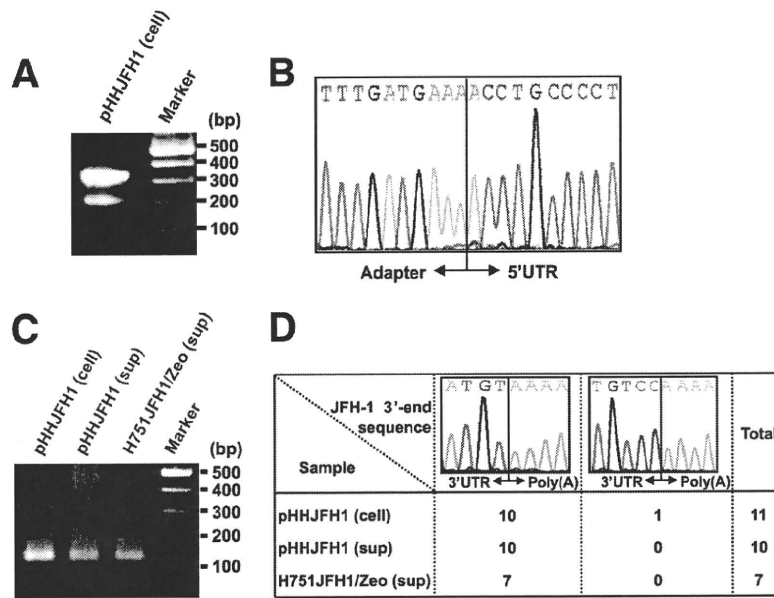 A
pHHJFH1 (cell)
Marker
(bp)
500
400
300
200
100
B
TTTGATGAAAACCTGCCCCT
Adapter
5'UTR
C
pHHJFH1 (cell)
pHHJFH1 (sup)
H751JFH1/Zeo (sup)
Marker
(bp)
500
400
300
200
100
D
JFH-1 3'-end sequence
Sample
ATGTAAAA
3'UTR Poly(A)
TGTCCAAAA
3'UTR Poly(A)
Total
pHHJFH1 (cell) 10 1 11
pHHJFH1 (sup) 10 0 10
H751JFH1/Zeo (sup) 7 0 7